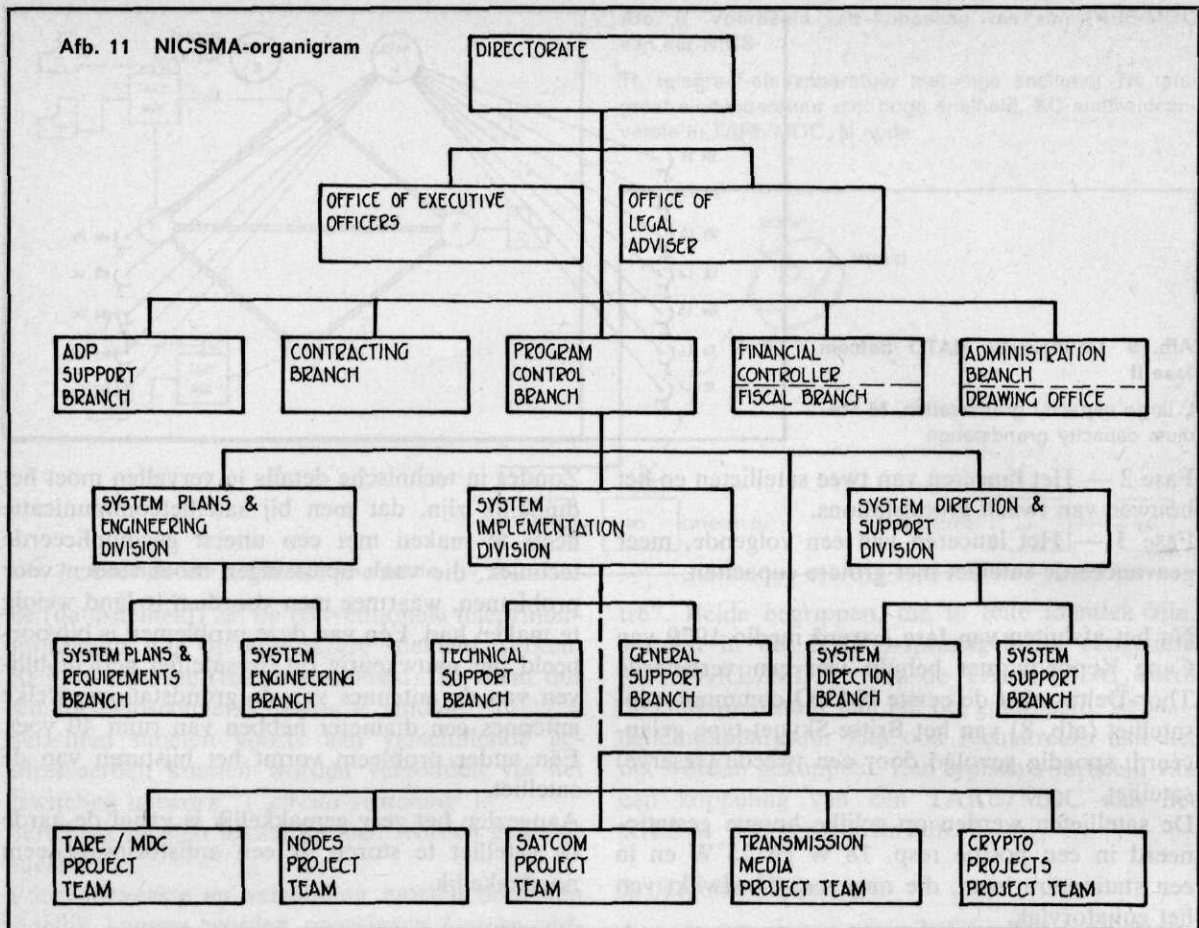 Afb. 11 NICSMA-organigram
DIRECTORATE
OFFICE OF EXECUTIVE
OFFICERS
OFFICE OF
LEGAL
ADVISER
ADP
SUPPORT
BRANCH
CONTRACTING
BRANCH
PROGRAM
CONTROL
BRANCH
FINANCIAL
CONTROLLER
FISCAL BRANCH
ADMINISTRATION
BRANCH
DRAWING OFFICE
SYSTEM PLANS &
ENGINEERING
DIVISION
SYSTEM
IMPLEMENTATION
DIVISION
SYSTEM DIRECTION &
SUPPORT
DIVISION
SYSTEM PLANS &
REQUIREMENTS
BRANCH
SYSTEM
ENGINEERING
BRANCH
TECHNICAL
SUPPORT
BRANCH
GENERAL
SUPPORT
BRANCH
SYSTEM
DIRECTION
BRANCH
SYSTEM
SUPPORT
BRANCH
TARE / MDC
PROJECT
TEAM
NODES
PROJECT
TEAM
SATCOM
PROJECT
TEAM
TRANSMISSION
MEDIA
PROJECT TEAM
CRYPTO
PROJECTS
PROJECT TEAM